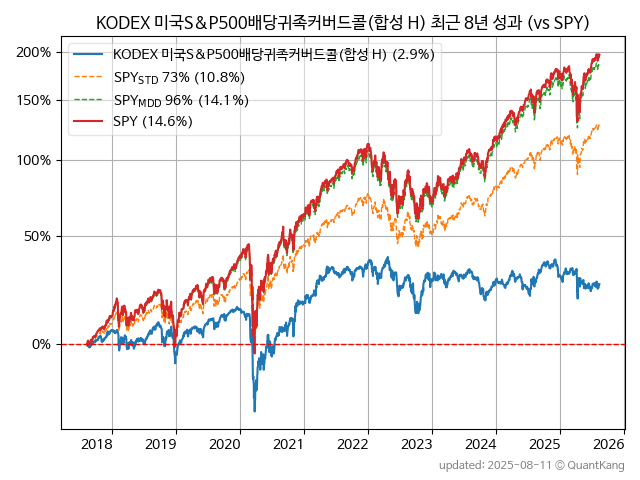 KODEX 미국S&P500배당귀족커버드콜(합성 H) 최근 8년 성과 (vs SPY)
KODEX 미국S&P500배당귀족커버드콜(합성 H) (2.9%)
SPY_STD 73% (10.8%)
SPY_MDD 96% (14.1%)
SPY (14.6%)
200%
150%
100%
50%
0%
2018 2019 2020 2021 2022 2023 2024 2025 2026
updated: 2025-08-11 © QuantKang